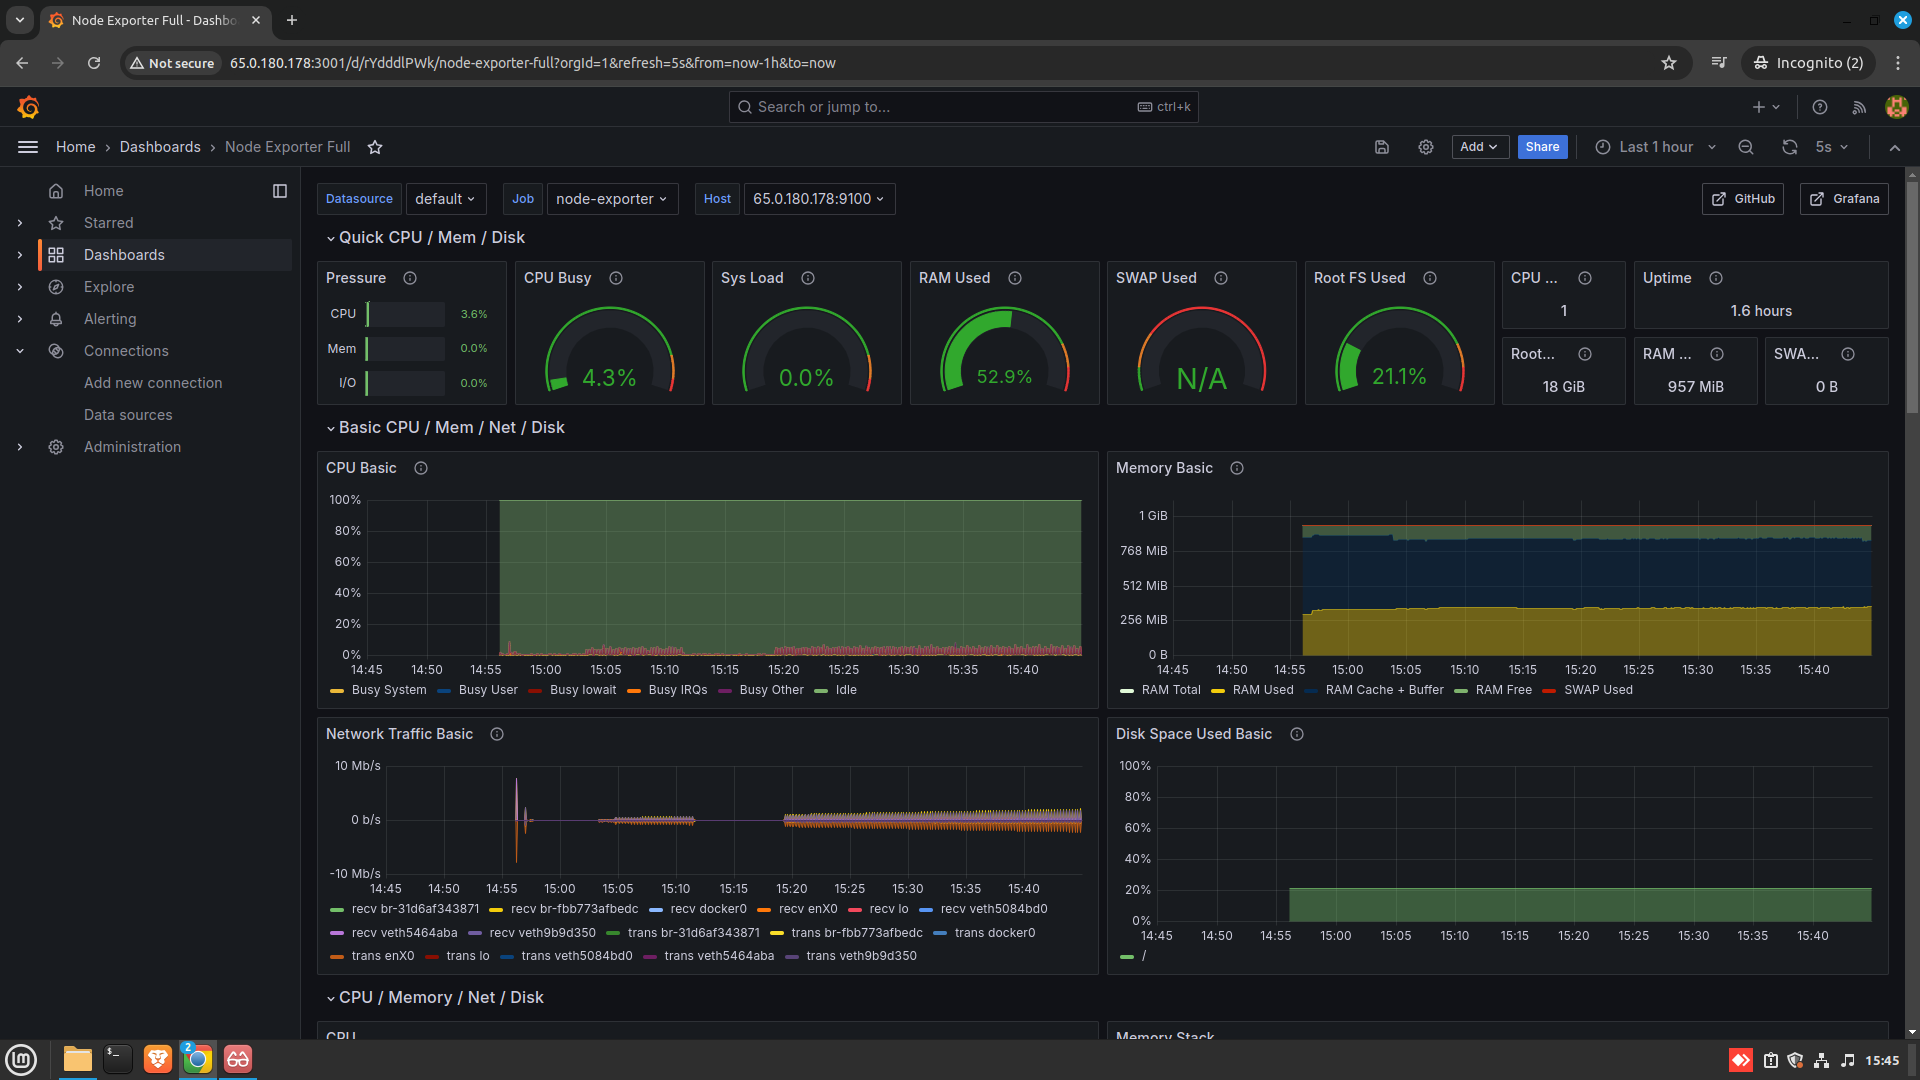 Node Exporter Full - Dashbo
Not secure
65.0.180.178:3001/d/rYdddlPWk/node-exporter-full?orgId=1&refresh=5s&from=now-1h&to=now
Incognito (2)
Search or jump to...
ctrl+k
Home
Dashboards
Node Exporter Full
Add
Share
Last 1 hour
5s
Home
Starred
Dashboards
Explore
Alerting
Connections
Add new connection
Data sources
Administration
Datasource
default
Job
node-exporter
Host
65.0.180.178:9100
GitHub
Grafana
Quick CPU / Mem / Disk
Pressure
CPU
3.6%
Mem
0.0%
I/O
0.0%
CPU Busy
4.3%
Sys Load
0.0%
RAM Used
52.9%
SWAP Used
N/A
Root FS Used
21.1%
CPU ...
1
Uptime
1.6 hours
Root...
18 GiB
RAM ...
957 MiB
SWA...
0 B
Basic CPU / Mem / Net / Disk
CPU Basic
100%
80%
60%
40%
20%
0%
14:45 14:50 14:55 15:00 15:05 15:10 15:15 15:20 15:25 15:30 15:35 15:40
Busy System Busy User Busy Iowait Busy IRQs Busy Other Idle
Memory Basic
1 GiB
768 MiB
512 MiB
256 MiB
0 B
14:45 14:50 14:55 15:00 15:05 15:10 15:15 15:20 15:25 15:30 15:35 15:40
RAM Total RAM Used RAM Cache + Buffer RAM Free SWAP Used
Network Traffic Basic
10 Mb/s
0 b/s
-10 Mb/s
14:45 14:50 14:55 15:00 15:05 15:10 15:15 15:20 15:25 15:30 15:35 15:40
recv br-31d6af343871 recv br-fbb773afbedc recv docker0 recv enX0 recv lo recv veth5084bd0
recv veth5464aba recv veth9b9d350 trans br-31d6af343871 trans br-fbb773afbedc trans docker0
trans enX0 trans lo trans veth5084bd0 trans veth5464aba trans veth9b9d350
Disk Space Used Basic
100%
80%
60%
40%
20%
0%
14:45 14:50 14:55 15:00 15:05 15:10 15:15 15:20 15:25 15:30 15:35 15:40
/
CPU / Memory / Net / Disk
CPU
Memory Stack
2
15:45